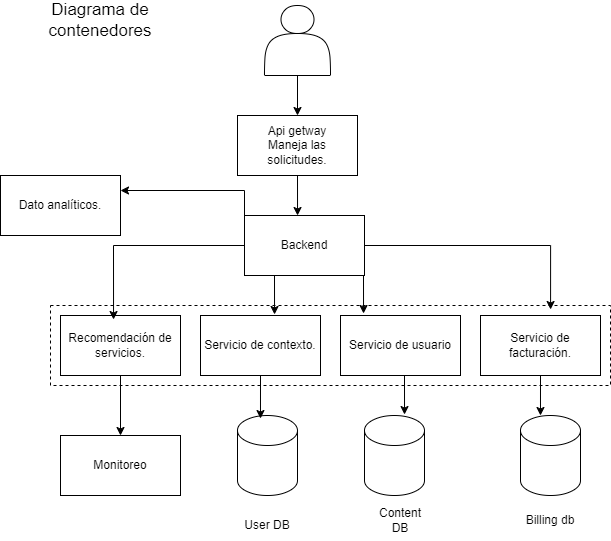 Diagrama de
contenedores
Api getway
Maneja las
solicitudes.
Dato analíticos.
Backend
Recomendación de
servicios.
Servicio de contexto.
Servicio de usuario
Servicio de
facturación.
Monitoreo
User DB
Content
DB
Billing db